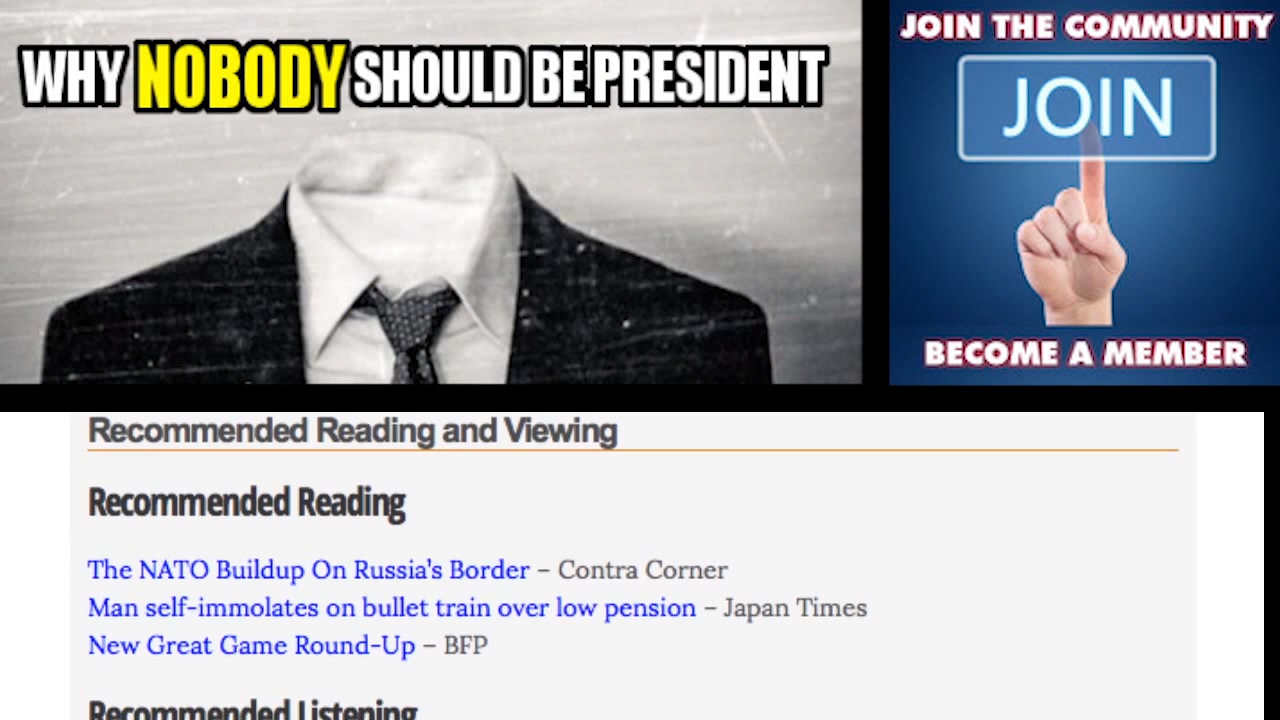 WHY NOBODY SHOULD BE PRESIDENT
JOIN THE COMMUNITY
JOIN
BECOME A MEMBER
Recommended Reading and Viewing
Recommended Reading
The NATO Buildup On Russia's Border – Contra Corner
Man self-immolates on bullet train over low pension – Japan Times
New Great Game Round-Up – BFP
Recommended Listening